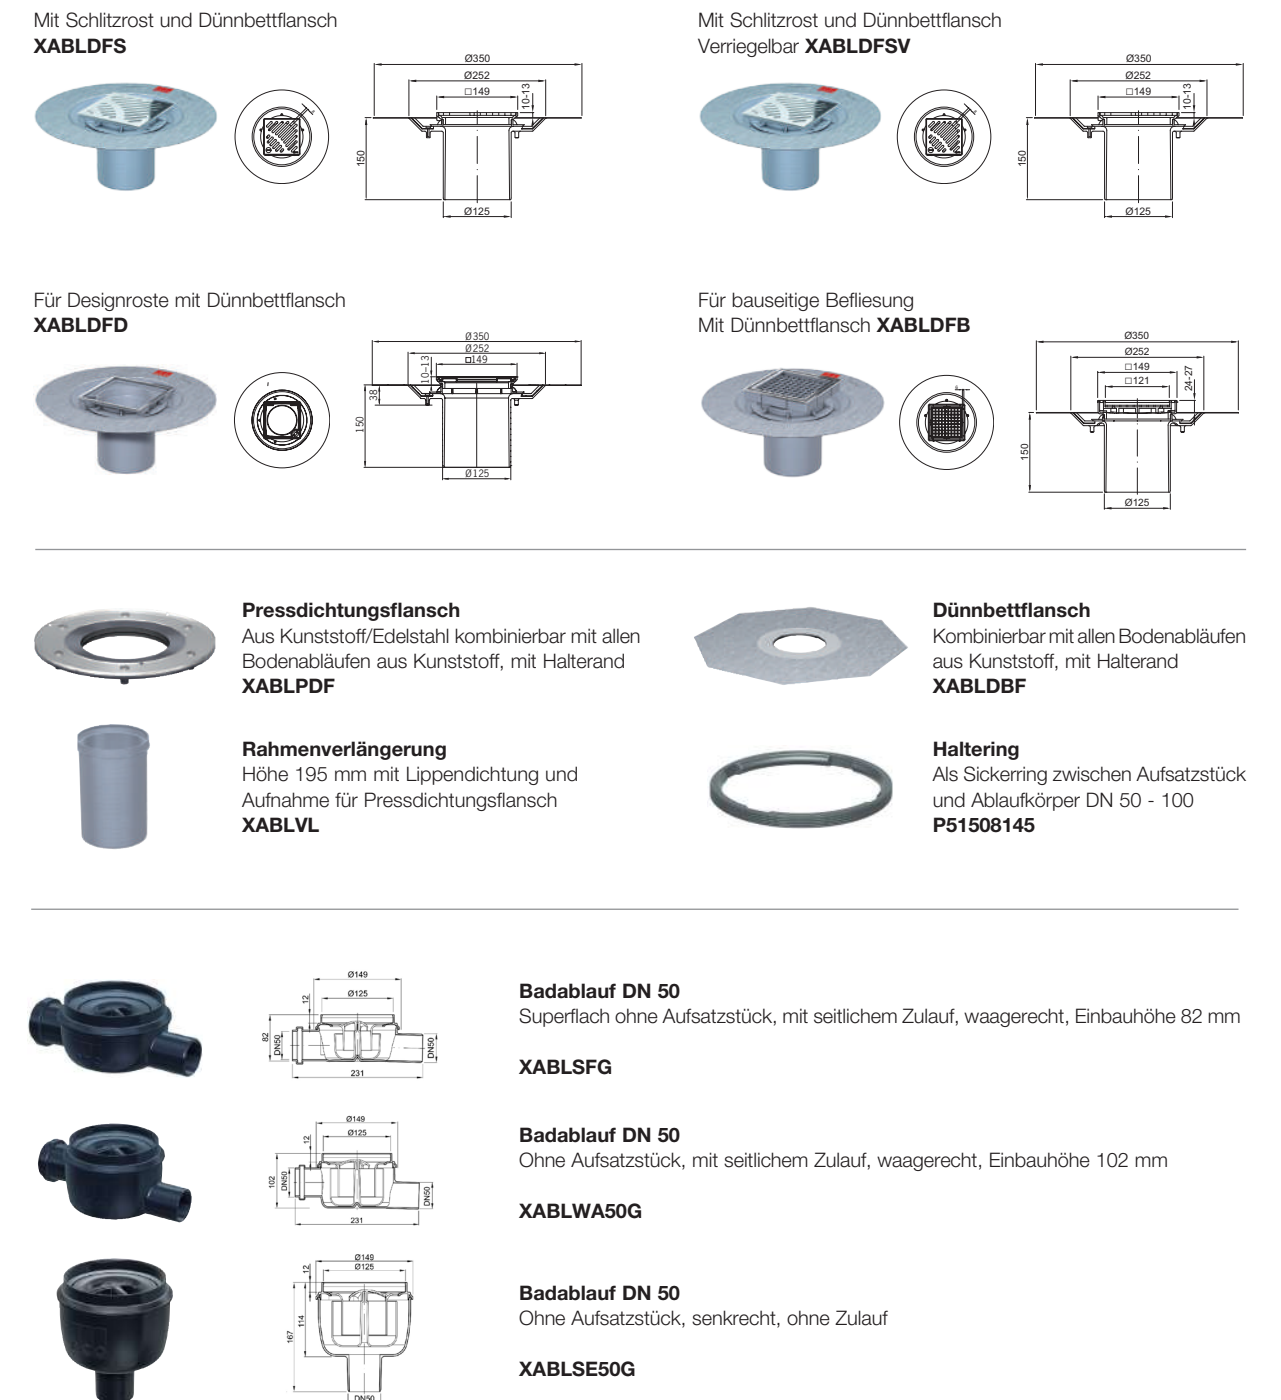 Mit Schlitzrost und Dünnbettflansch
XABLDFS
Ø350
Ø252
□149
10-13
150
Ø125
Mit Schlitzrost und Dünnbettflansch
Verriegelbar XABLDFSV
Ø350
Ø252
□149
10-13
150
Ø125
Für Designroste mit Dünnbettflansch
XABLDFD
Ø350
Ø252
□149
10-13
38
150
Ø125
Für bauseitige Befliesung
Mit Dünnbettflansch XABLDFB
Ø350
Ø252
□149
□121
24-27
150
Ø125
Pressdichtungsflansch
Aus Kunststoff/Edelstahl kombinierbar mit allen
Bodenabläufen aus Kunststoff, mit Halterand
XABLPDF
Dünnbettflansch
Kombinierbar mit allen Bodenabläufen
aus Kunststoff, mit Halterand
XABLDBF
Rahmenverlängerung
Höhe 195 mm mit Lippendichtung und
Aufnahme für Pressdichtungsflansch
XABLVL
Haltering
Als Sickerring zwischen Aufsatzstück
und Ablaufkörper DN 50 - 100
P51508145
Ø149
Ø125
12
82
DN50
DN50
231
Badablauf DN 50
Superflach ohne Aufsatzstück, mit seitlichem Zulauf, waagerecht, Einbauhöhe 82 mm
XABLSFG
Ø149
Ø125
12
102
DN50
DN50
231
Badablauf DN 50
Ohne Aufsatzstück, mit seitlichem Zulauf, waagerecht, Einbauhöhe 102 mm
XABLWA50G
Ø149
Ø125
12
167
114
DN50
Badablauf DN 50
Ohne Aufsatzstück, senkrecht, ohne Zulauf
XABLSE50G